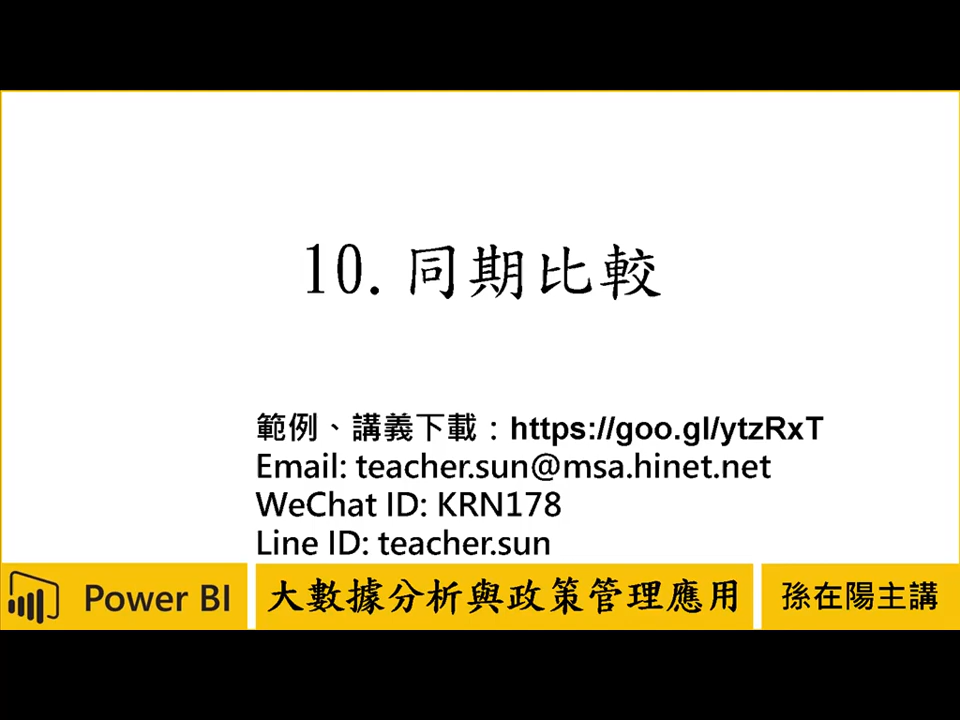 10.同期比較
範例、講義下載：https://goo.gl/ytzRxT
Email: teacher.sun@msa.hinet.net
WeChat ID: KRN178
Line ID: teacher.sun
Power BI
大數據分析與政策管理應用
孫在陽主講